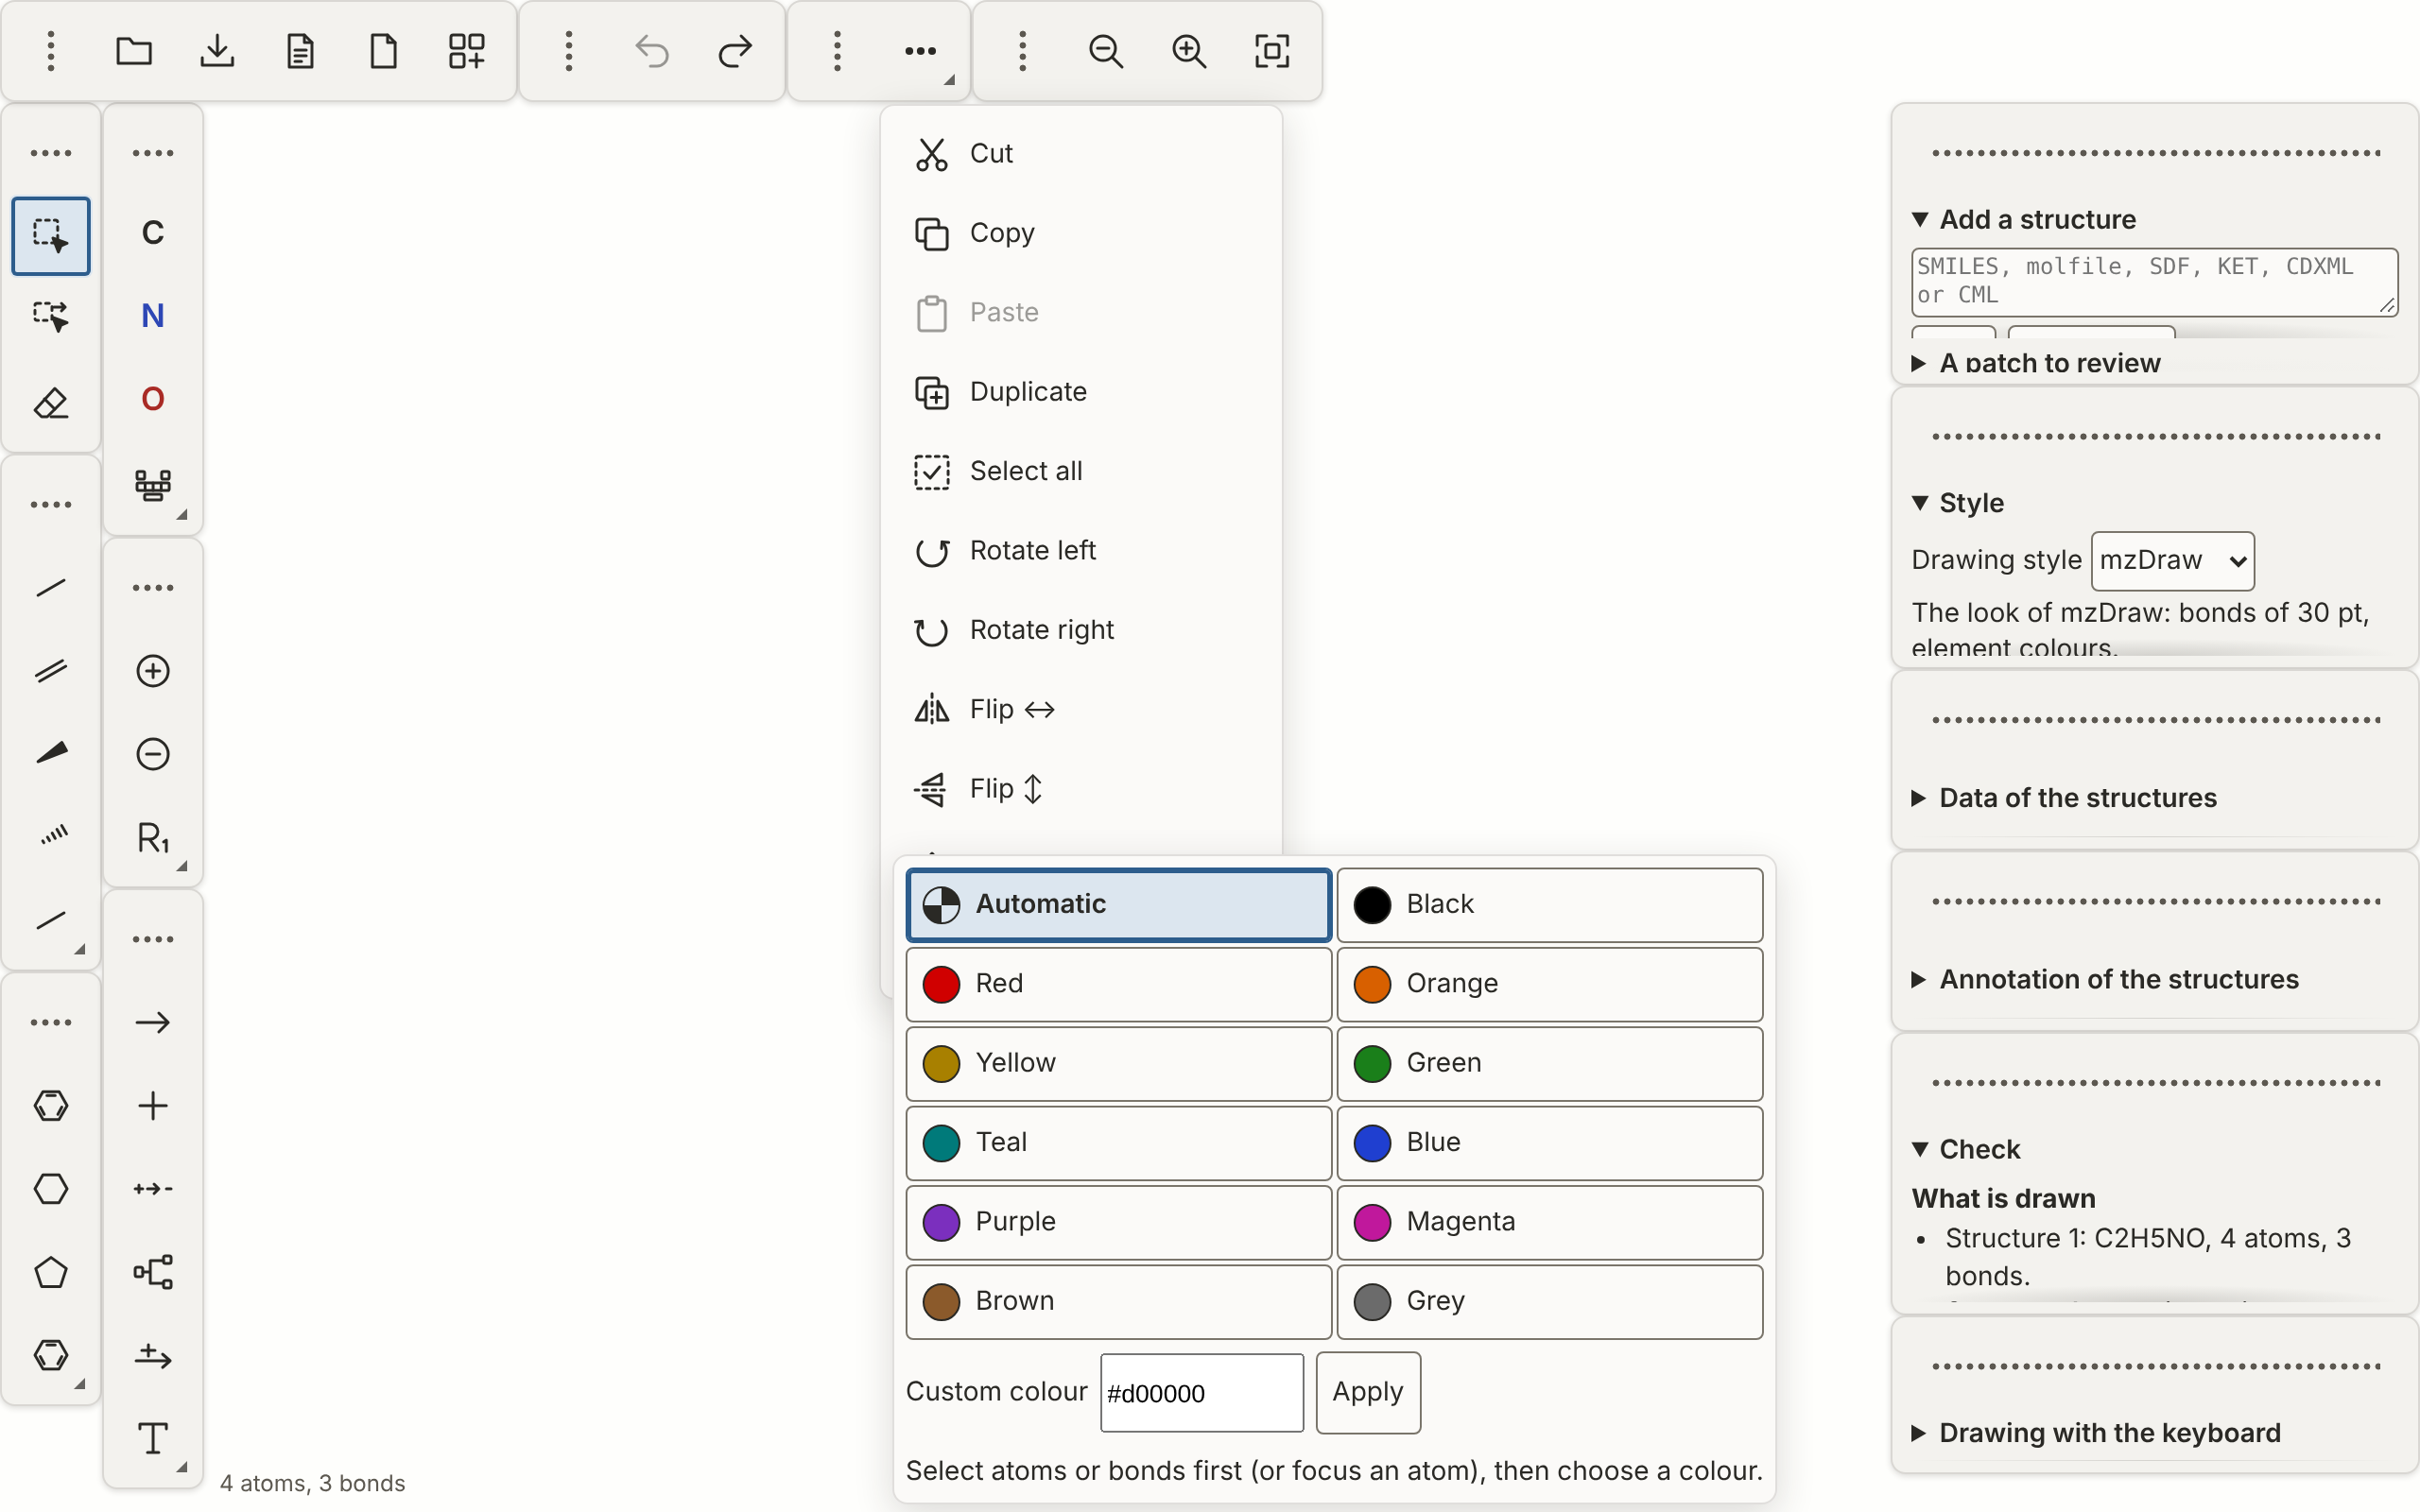 C
N
O
R1
T
4 atoms, 3 bonds
Cut
Copy
Paste
Duplicate
Select all
Rotate left
Rotate right
Flip ↔
Flip ↕
Automatic
Black
Red
Orange
Yellow
Green
Teal
Blue
Purple
Magenta
Brown
Grey
Custom colour #d00000 Apply
Select atoms or bonds first (or focus an atom), then choose a colour.
Add a structure
SMILES, molfile, SDF, KET, CDXML
or CML
A patch to review
Style
Drawing style mzDraw
The look of mzDraw: bonds of 30 pt,
element colours.
Data of the structures
Annotation of the structures
Check
What is drawn
Structure 1: C2H5NO, 4 atoms, 3
bonds.
Drawing with the keyboard